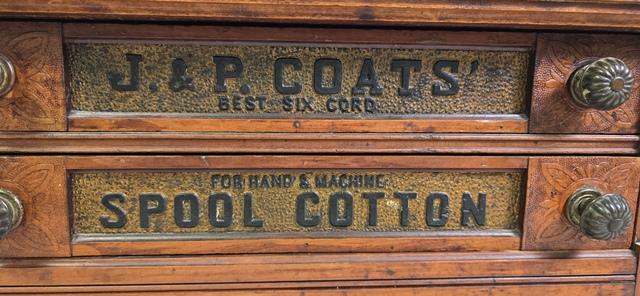 J. & P. COATS'
BEST SIX CORD
FOR HAND & MACHINE
SPOOL COTTON